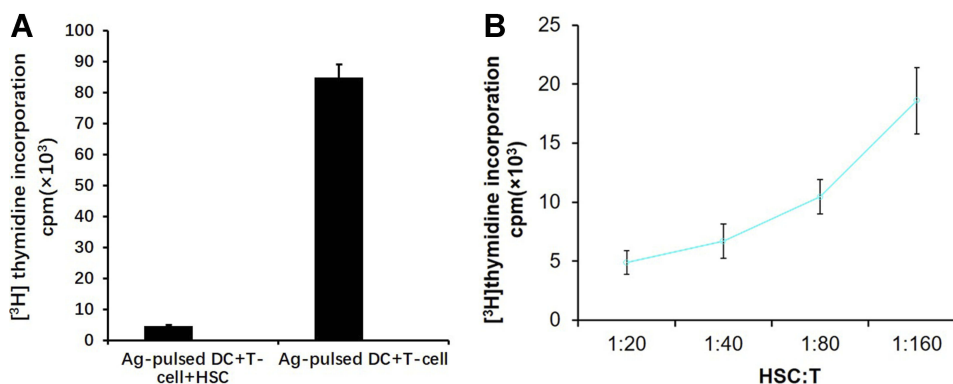 A
[³H] thymidine incorporation
cpm(×10³)
100
90
80
70
60
50
40
30
20
10
0
Ag-pulsed DC+T-
cell+HSC
Ag-pulsed DC+T-cell
B
[³H]thymidine incorporation
cpm(×10³)
25
20
15
10
5
0
1:20 1:40 1:80 1:160
HSC:T